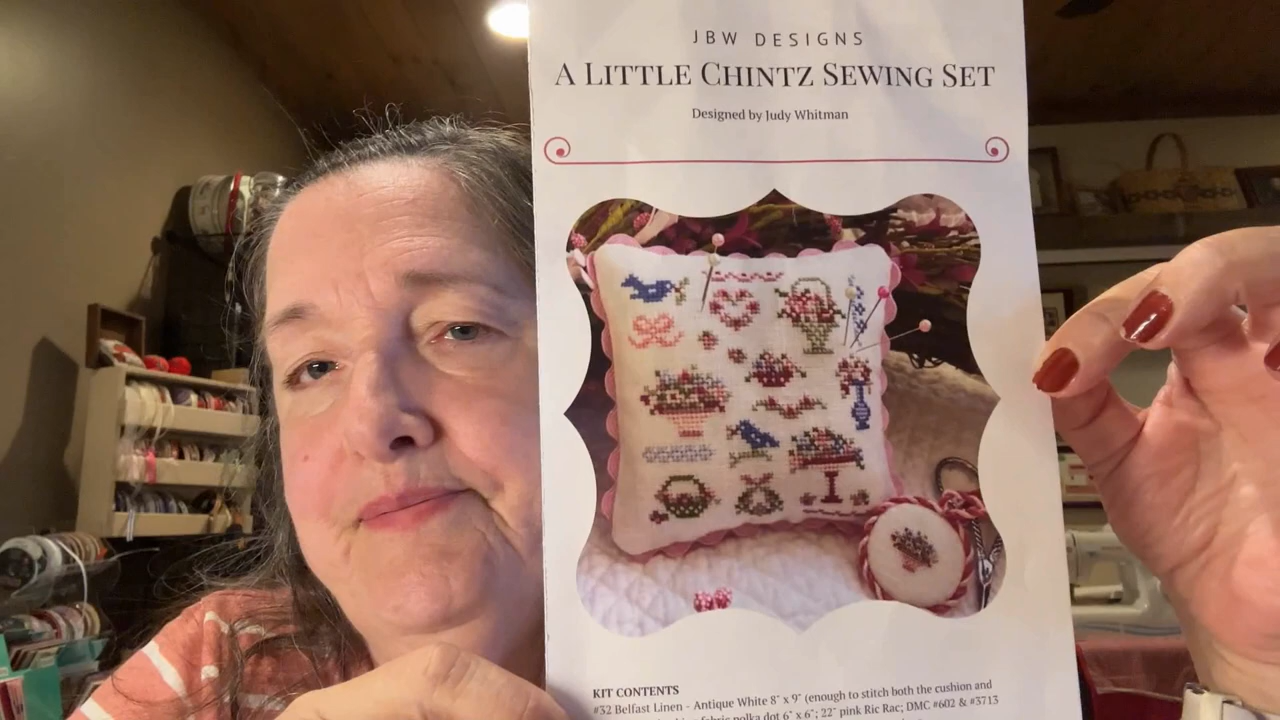 JBW DESIGNS
A LITTLE CHINTZ SEWING SET
Designed by Judy Whitman
KIT CONTENTS
#32 Belfast Linen - Antique White 8" x 9" (enough to stitch both the cushion and
fabric polka dot 6" x 6"; 22" pink Ric Rac; DMC #602 & #3713